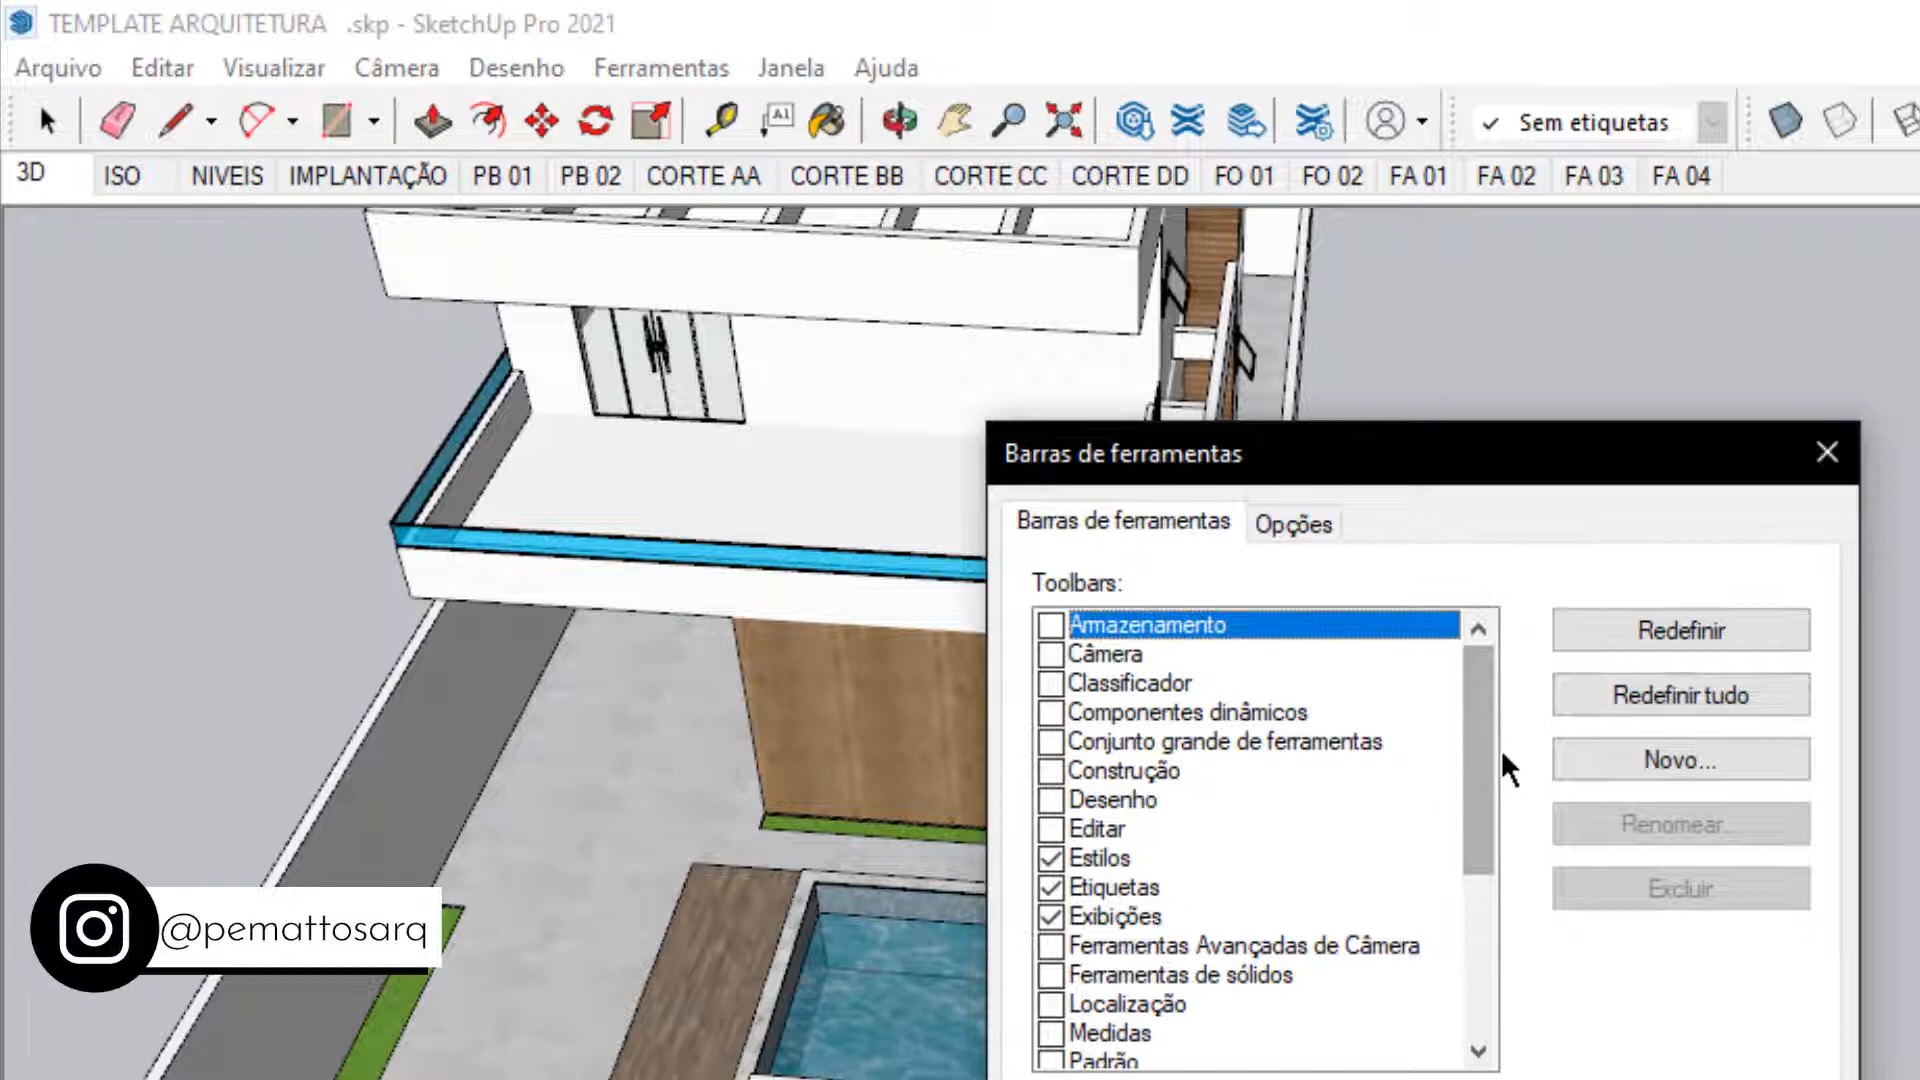 TEMPLATE ARQUITETURA .skp - SketchUp Pro 2021
Arquivo Editar Visualizar Câmera Desenho Ferramentas Janela Ajuda
A1
Sem etiquetas
3D ISO NIVEIS IMPLANTAÇÃO PB 01 PB 02 CORTE AA CORTE BB CORTE CC CORTE DD FO 01 FO 02 FA 01 FA 02 FA 03 FA 04
Barras de ferramentas
Barras de ferramentas Opções
Toolbars:
Armazenamento
Câmera
Classificador
Componentes dinâmicos
Conjunto grande de ferramentas
Construção
Desenho
Editar
Estilos
Etiquetas
Exibições
Ferramentas Avançadas de Câmera
Ferramentas de sólidos
Localização
Medidas
Padrão
Redefinir
Redefinir tudo
Novo...
Renomear...
Excluir
@pemattosarq